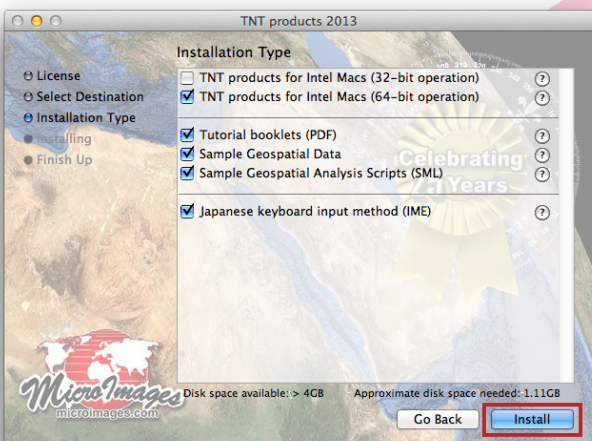 TNT products 2013
Installation Type
License
Select Destination
Installation Type
Installing
Finish Up
TNT products for Intel Macs (32-bit operation) ?
TNT products for Intel Macs (64-bit operation) ?
Tutorial booklets (PDF) ?
Sample Geospatial Data ?
Sample Geospatial Analysis Scripts (SML) ?
Japanese keyboard input method (IME) ?
Celebrating
Years
MicroImages
microimages.com
Disk space available: > 4GB Approximate disk space needed: 1.11GB
Go Back Install